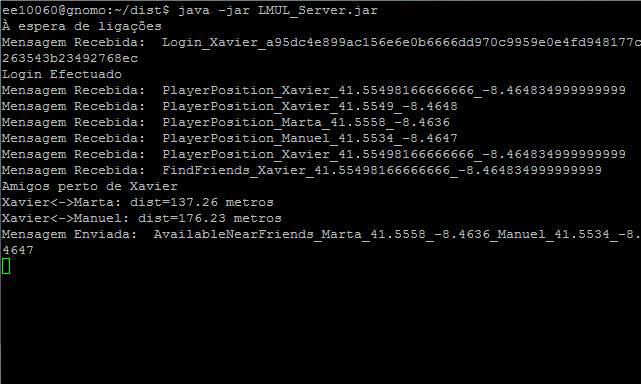 ee10060@gnomo:~/dist$ java -jar LMUL_Server.jar
À espera de ligações
Mensagem Recebida:  Login_Xavier_a95dc4e899ac156e6e0b6666dd970c9959e0e4fd948177c
263543b23492768ec
Login Efectuado
Mensagem Recebida:  PlayerPosition_Xavier_41.55498166666666_-8.464834999999999
Mensagem Recebida:  PlayerPosition_Xavier_41.5549_-8.4648
Mensagem Recebida:  PlayerPosition_Marta_41.5558_-8.4636
Mensagem Recebida:  PlayerPosition_Manuel_41.5534_-8.4647
Mensagem Recebida:  PlayerPosition_Xavier_41.55498166666666_-8.464834999999999
Mensagem Recebida:  FindFriends_Xavier_41.55498166666666_-8.464834999999999
Amigos perto de Xavier
Xavier<->Marta: dist=137.26 metros
Xavier<->Manuel: dist=176.23 metros
Mensagem Enviada:  AvailableNearFriends_Marta_41.5558_-8.4636_Manuel_41.5534_-8.
4647